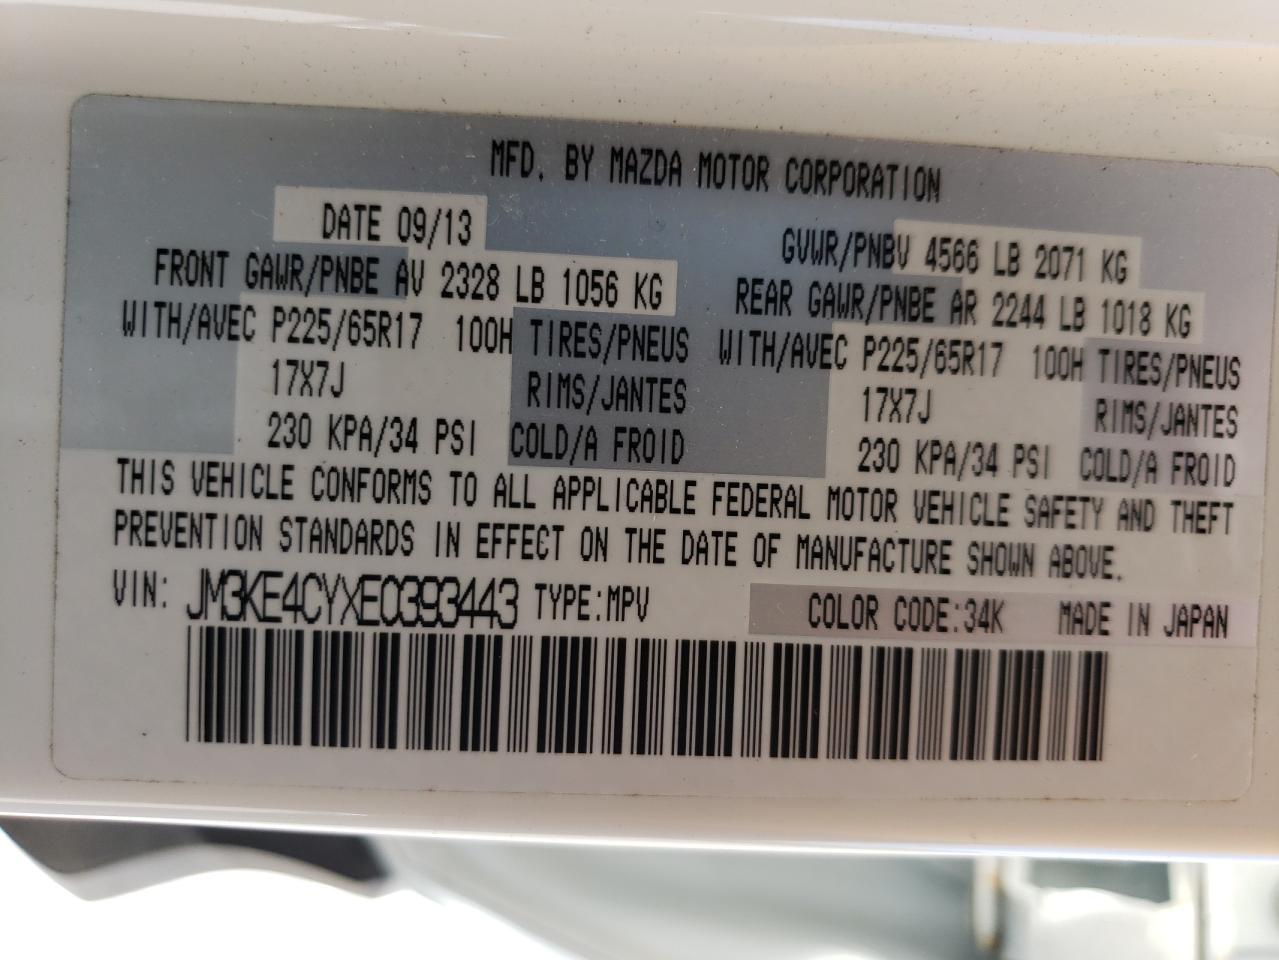 MFD. BY MAZDA MOTOR CORPORATION
DATE 09/13 GVWR/PNBV 4566 LB 2071 KG
FRONT GAWR/PNBE AV 2328 LB 1056 KG REAR GAWR/PNBE AR 2244 LB 1018 KG
WITH/AVEC P225/65R17 100H TIRES/PNEUS WITH/AVEC P225/65R17 100H TIRES/PNEUS
17X7J RIMS/JANTES 17X7J RIMS/JANTES
230 KPA/34 PSI COLD/A FROID 230 KPA/34 PSI COLD/A FROID
THIS VEHICLE CONFORMS TO ALL APPLICABLE FEDERAL MOTOR VEHICLE SAFETY AND THEFT
PREVENTION STANDARDS IN EFFECT ON THE DATE OF MANUFACTURE SHOWN ABOVE.
VIN: JM3KE4CYXE0393443 TYPE:MPV COLOR CODE:34K MADE IN JAPAN